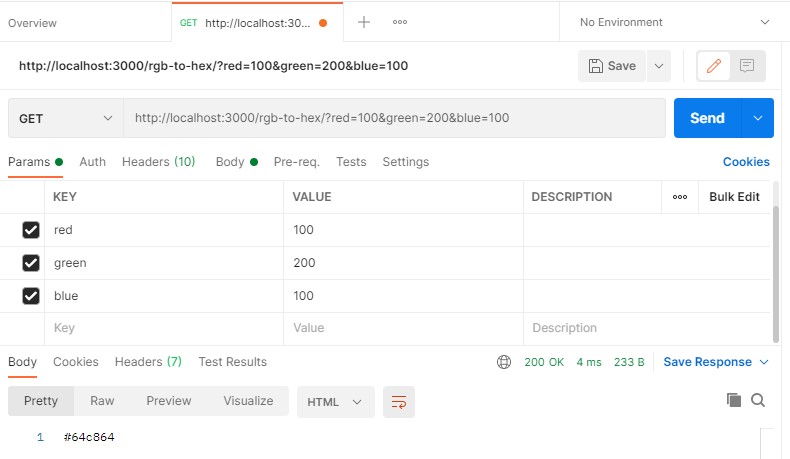 Overview GET http://localhost:30... No Environment
http://localhost:3000/rgb-to-hex/?red=100&green=200&blue=100 Save
GET http://localhost:3000/rgb-to-hex/?red=100&green=200&blue=100 Send
Params Auth Headers (10) Body Pre-req. Tests Settings Cookies
KEY VALUE DESCRIPTION Bulk Edit
red 100
green 200
blue 100
Key Value Description
Body Cookies Headers (7) Test Results 200 OK 4 ms 233 B Save Response
Pretty Raw Preview Visualize HTML
1 #64c864